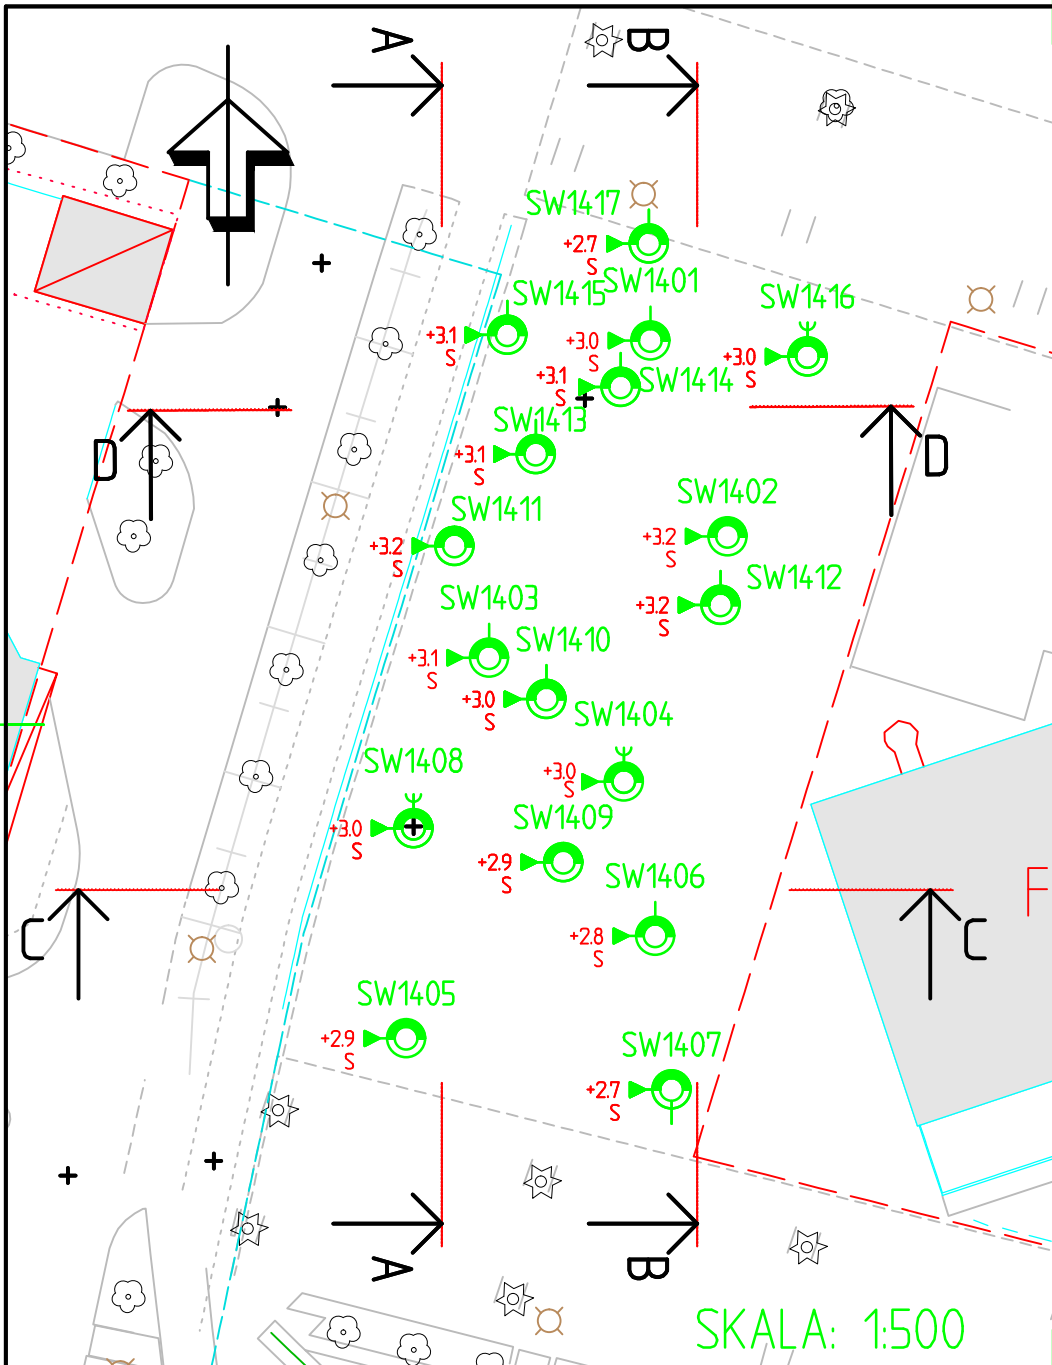 A
B
SW1417
+2.7
S
SW1401
SW1415
SW1416
+3.1
S
+3.0
S
+3.0
S
+3.1
S
SW1414
SW1413
+3.1
S
D
D
SW1402
SW1411
+3.2
S
+3.2
S
SW1412
SW1403
+3.2
S
SW1410
+3.1
S
+3.0
S
SW1404
SW1408
+3.0
S
SW1409
+3.0
S
+2.9
S
SW1406
F
C
C
+2.8
S
SW1405
+2.9
S
SW1407
+2.7
S
A
B
SKALA: 1:500